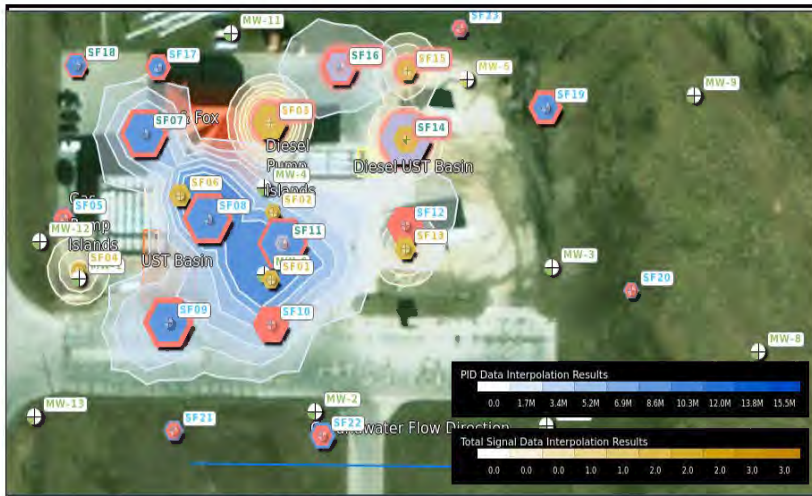 SF23
MW-11
SF18
SF17
SF16
SF15
MW-6
MW-9
SF19
SF03
Fox
SF07
SF14
Diesel
Pump
Islands
Diesel UST Basin
MW-4
SF06
SF02
SF05
SF08
SF12
Islands
MW-12
SF11
SF13
SF04
UST Basin
SF01
MW-3
SF20
SF09
SF10
MW-8
PID Data Interpolation Results
0.0 1.7M 3.4M 5.2M 6.9M 8.6M 10.3M 12.0M 13.8M 15.5M
MW-13
MW-2
SF21
SF22
Groundwater Flow Direction
Total Signal Data Interpolation Results
0.0 0.0 0.0 1.0 1.0 2.0 2.0 2.0 3.0 3.0